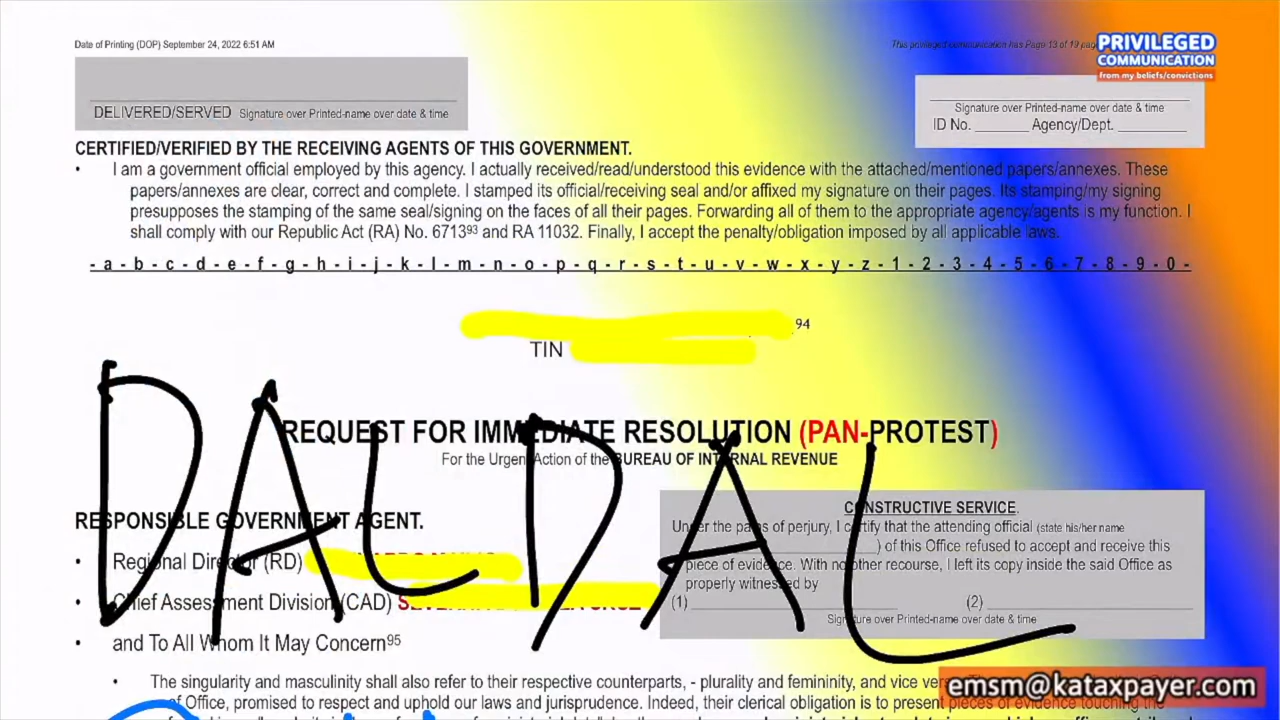 Date of Printing (DOP) September 24, 2022 6:51 AM
This privileged communication has Page 13 of 19
PRIVILEGED
COMMUNICATION
from my beliefs/convictions
DELIVERED/SERVED Signature over Printed-name over date & time
Signature over Printed-name over date & time
ID No. ______ Agency/Dept. ________
CERTIFIED/VERIFIED BY THE RECEIVING AGENTS OF THIS GOVERNMENT.
• I am a government official employed by this agency. I actually received/read/understood this evidence with the attached/mentioned papers/annexes. These
papers/annexes are clear, correct and complete. I stamped its official/receiving seal and/or affixed my signature on their pages. Its stamping/my signing
presupposes the stamping of the same seal/signing on the faces of all their pages. Forwarding all of them to the appropriate agency/agents is my function. I
shall comply with our Republic Act (RA) No. 6713⁹³ and RA 11032. Finally, I accept the penalty/obligation imposed by all applicable laws.
- a - b - c - d - e - f - g - h - i - j - k - l - m - n - o - p - q - r - s - t - u - v - w - x - y - z - 1 - 2 - 3 - 4 - 5 - 6 - 7 - 8 - 9 - 0 -
94
TIN
DALDAL
REQUEST FOR IMMEDIATE RESOLUTION (PAN-PROTEST)
For the Urgent Action of the BUREAU OF INTERNAL REVENUE
RESPONSIBLE GOVERNMENT AGENT.
• Regional Director (RD)
• Chief Assessment Division (CAD)
• and To All Whom It May Concern⁹⁵
CONSTRUCTIVE SERVICE.
Under the pains of perjury, I certify that the attending official (state his/her name
) of this Office refused to accept and receive this
piece of evidence. With no other recourse, I left its copy inside the said Office as
properly witnessed by
(1) (2)
Signature over Printed-name over date & time
• The singularity and masculinity shall also refer to their respective counterparts, - plurality and femininity, and vice
of Office, promised to respect and uphold our laws and jurisprudence. Indeed, their clerical obligation is to present pieces of evidence touching the
emsm@kataxpayer.com